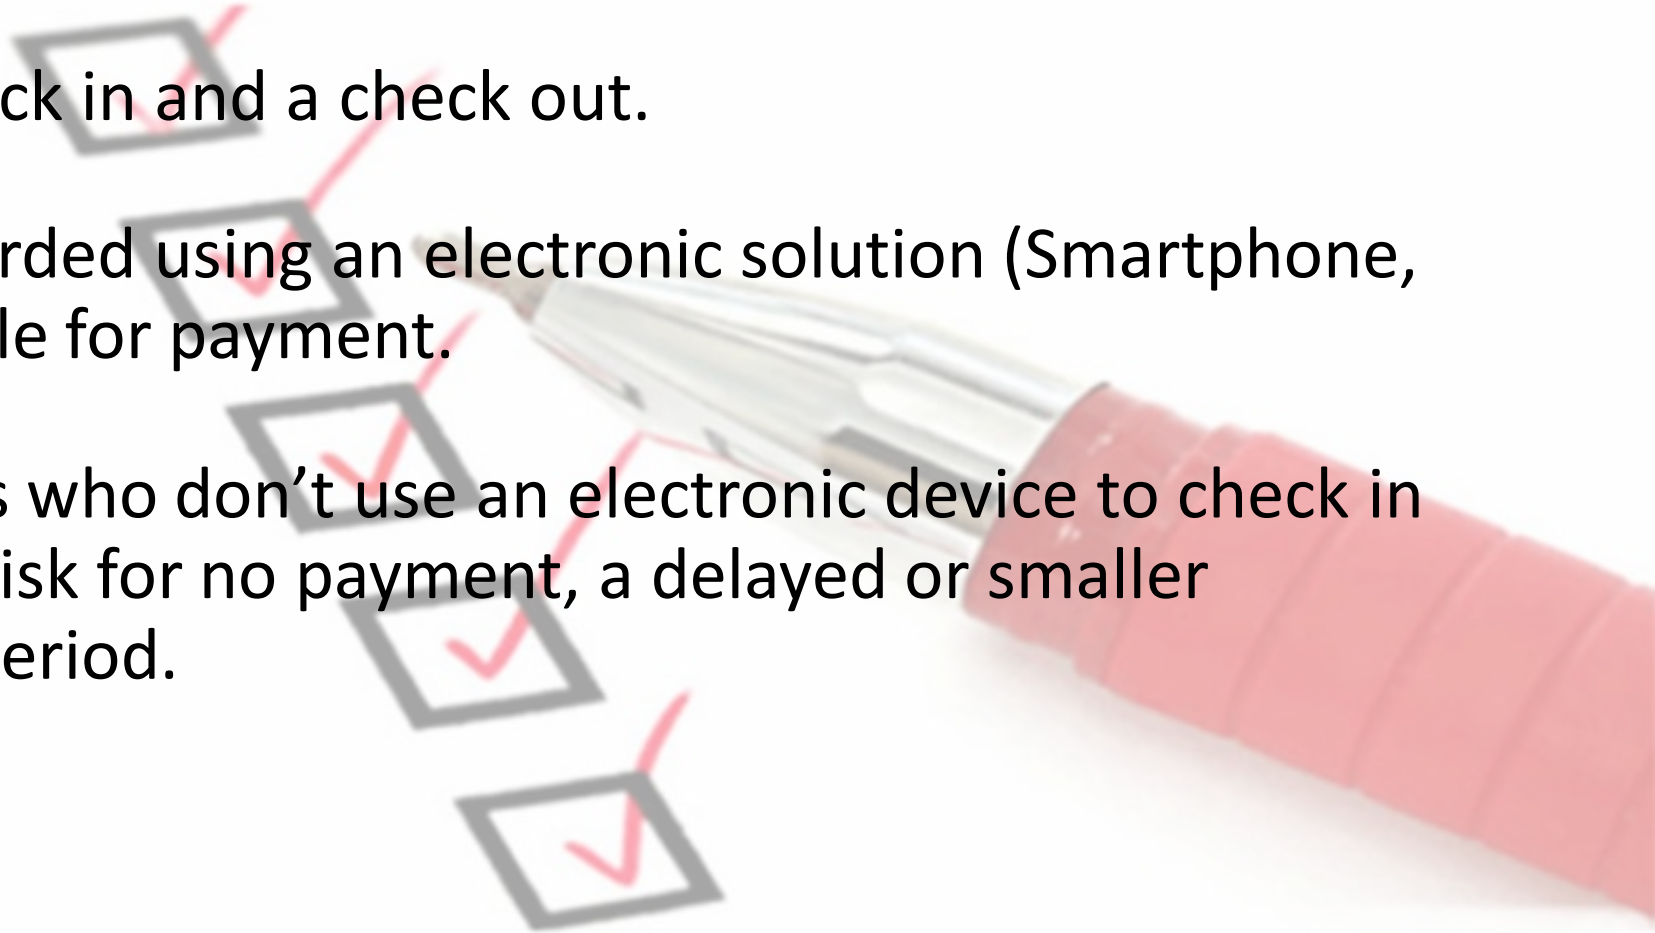 ck in and a check out.
rded using an electronic solution (Smartphone,
le for payment.
s who don’t use an electronic device to check in
isk for no payment, a delayed or smaller
eriod.